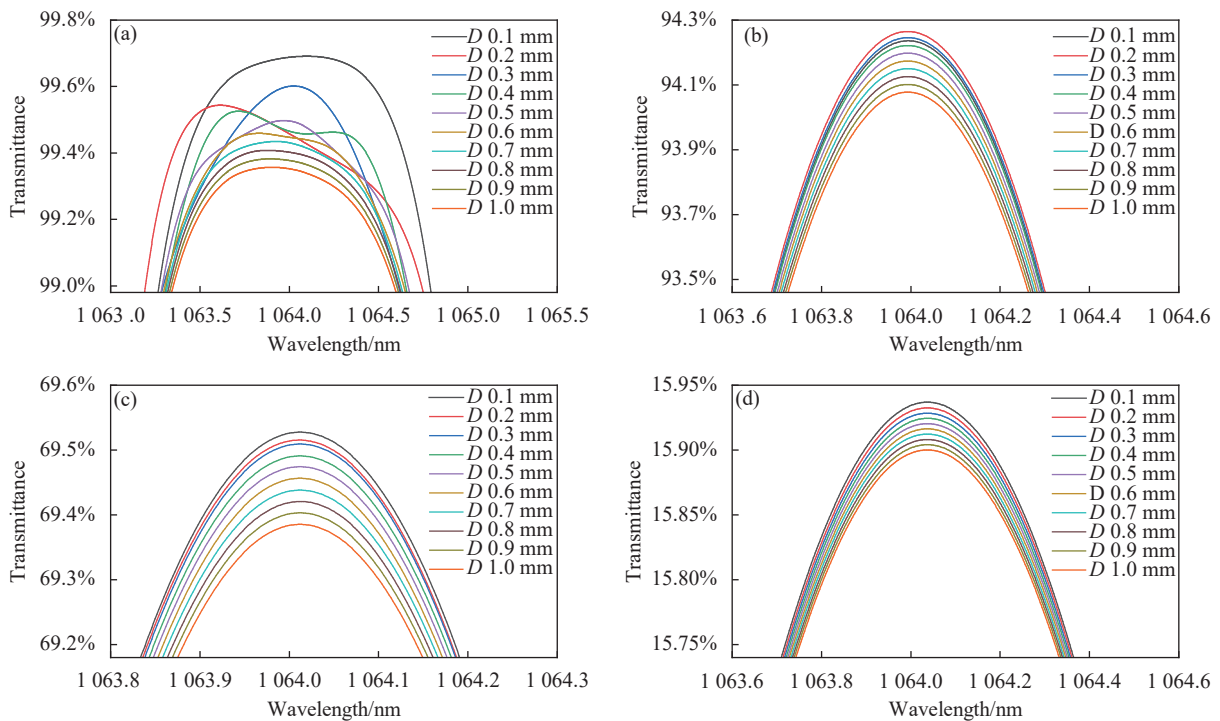 99.8%
99.6%
99.4%
99.2%
99.0%
Transmittance
(a)
D 0.1 mm
D 0.2 mm
D 0.3 mm
D 0.4 mm
D 0.5 mm
D 0.6 mm
D 0.7 mm
D 0.8 mm
D 0.9 mm
D 1.0 mm
1 063 .0 1 063.5 1 064.0 1 064.5 1 065.0 1 065.5
Wavelength/nm
94.3%
94.1%
93.9%
93.7%
93.5%
Transmittance
(b)
D 0.1 mm
D 0.2 mm
D 0.3 mm
D 0.4 mm
D 0.5 mm
D 0.6 mm
D 0.7 mm
D 0.8 mm
D 0.9 mm
D 1.0 mm
1 063 .6 1 063.8 1 064.0 1 064.2 1 064.4 1 064.6
Wavelength/nm
69.6%
69.5%
69.4%
69.3%
69.2%
Transmittance
(c)
D 0.1 mm
D 0.2 mm
D 0.3 mm
D 0.4 mm
D 0.5 mm
D 0.6 mm
D 0.7 mm
D 0.8 mm
D 0.9 mm
D 1.0 mm
1 063.8 1 063.9 1 064.0 1 064.1 1 064.2 1 064.3
Wavelength/nm
15.95%
15.90%
15.85%
15.80%
15.75%
Transmittance
(d)
D 0.1 mm
D 0.2 mm
D 0.3 mm
D 0.4 mm
D 0.5 mm
D 0.6 mm
D 0.7 mm
D 0.8 mm
D 0.9 mm
D 1.0 mm
1 063.6 1 063.8 1 064.0 1 064.2 1 064.4 1 064.6
Wavelength/nm